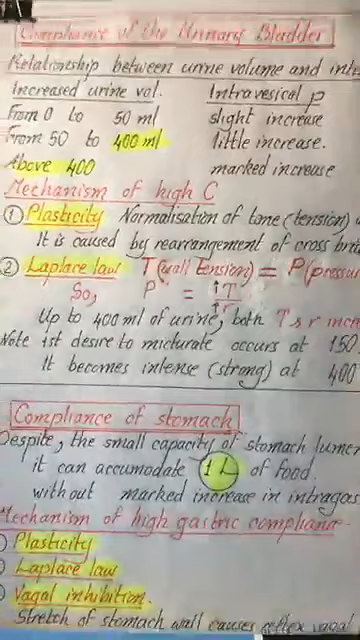 Compliance of the Urinary Bladder
Relationship between urine volume and
Increased urine vol. Intravesical p
From 0 to 50 ml slight increase
From 50 to 400 ml little increase.
Above 400 marked increase
Mechanism of high C
① Plasticity Normalisation of tone (tension)
It is caused by rearrangement of cross
② Laplace law T (wall tension) = P (pressur
So, P = ↑T
↑r
Up to 400 ml of urine, both T & r incr
Note 1st desire to micturate occurs at 150
It becomes intense (strong) at 400
Compliance of stomach
Despite, the small capacity of stomach lumen
it can accomodate 1 L of food.
without marked increase in intragas
Mechanism of high gastric compliance.
Plasticity
Laplace law
Vagal inhibition.
Stretch of stomach wall causes reflex vagal